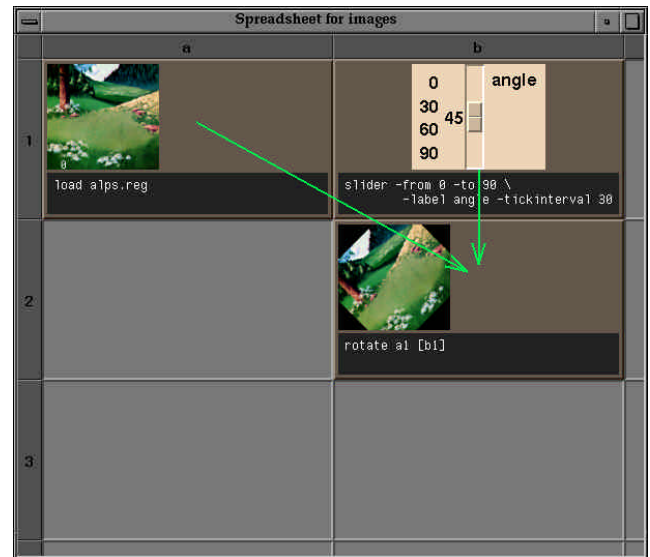 Spreadsheet for images
a
b
1
0
load alps.reg
0
30
60
90
45
angle
slider -from 0 -to 90 \
-label angle -tickinterval 30
2
rotate a1 [b1]
3